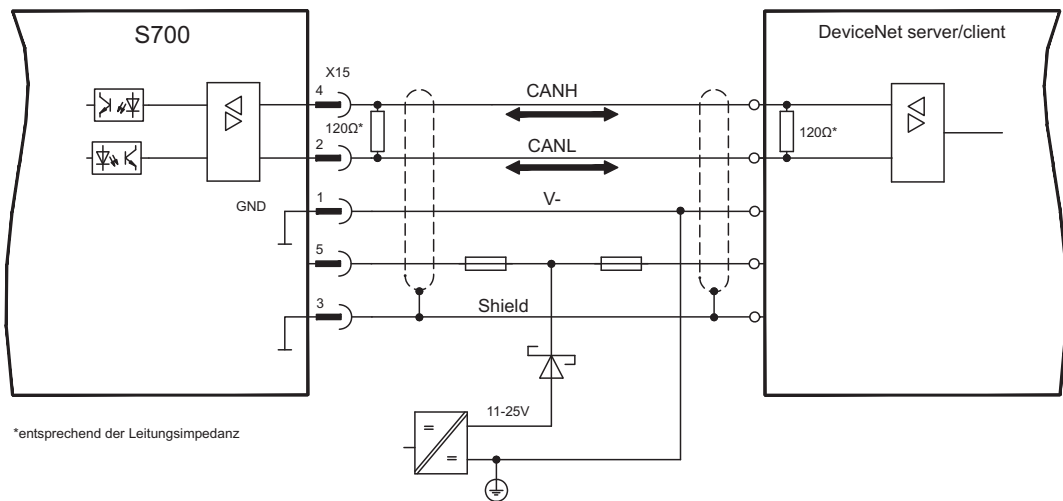 S700
DeviceNet server/client
X15
4
CANH
120Ω*
120Ω*
2
CANL
GND
1
V-
5
3
Shield
11-25V
*entsprechend der Leitungsimpedanz